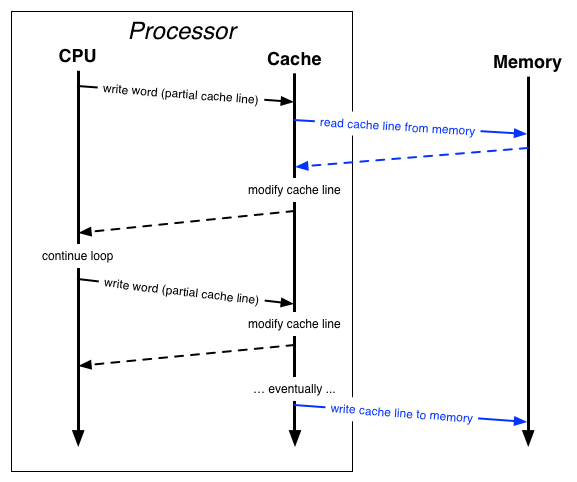 Processor
CPU
Cache
Memory
write word (partial cache line)
read cache line from memory
modify cache line
continue loop
write word (partial cache line)
modify cache line
... eventually ...
write cache line to memory